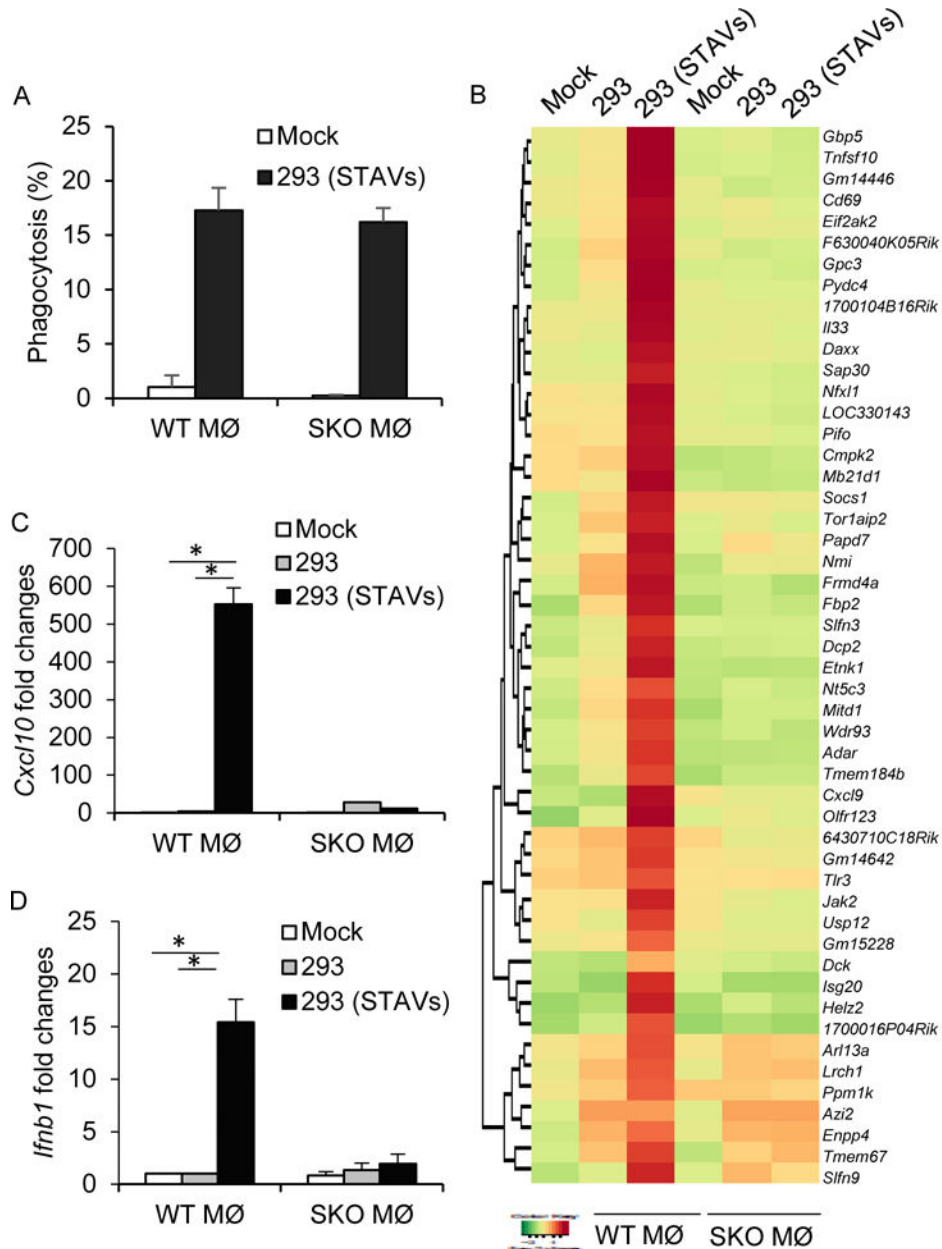 A
25
20
15
10
5
0
Phagocytosis (%)
Mock
293 (STAVs)
WT MØ
SKO MØ
B
Mock
293
293 (STAVs)
Mock
293
293 (STAVs)
Gbp5
Tnfsf10
Gm14446
Cd69
Eif2ak2
F630040K05Rik
Gpc3
Pydc4
1700104B16Rik
Il33
Daxx
Sap30
Nfxl1
LOC330143
Pifo
Cmpk2
Mb21d1
Socs1
Tor1aip2
Papd7
Nmi
Frmd4a
Fbp2
Slfn3
Dcp2
Etnk1
Nt5c3
Mitd1
Wdr93
Adar
Tmem184b
Cxcl9
Olfr123
6430710C18Rik
Gm14642
Tlr3
Jak2
Usp12
Gm15228
Dck
Isg20
Helz2
1700016P04Rik
Arl13a
Lrch1
Ppm1k
Azi2
Enpp4
Tmem67
Slfn9
WT MØ
SKO MØ
C
700
600
500
400
300
200
100
0
Cxcl10 fold changes
Mock
293
293 (STAVs)
*
*
WT MØ
SKO MØ
D
25
20
15
10
5
0
Ifnb1 fold changes
Mock
293
293 (STAVs)
*
*
WT MØ
SKO MØ